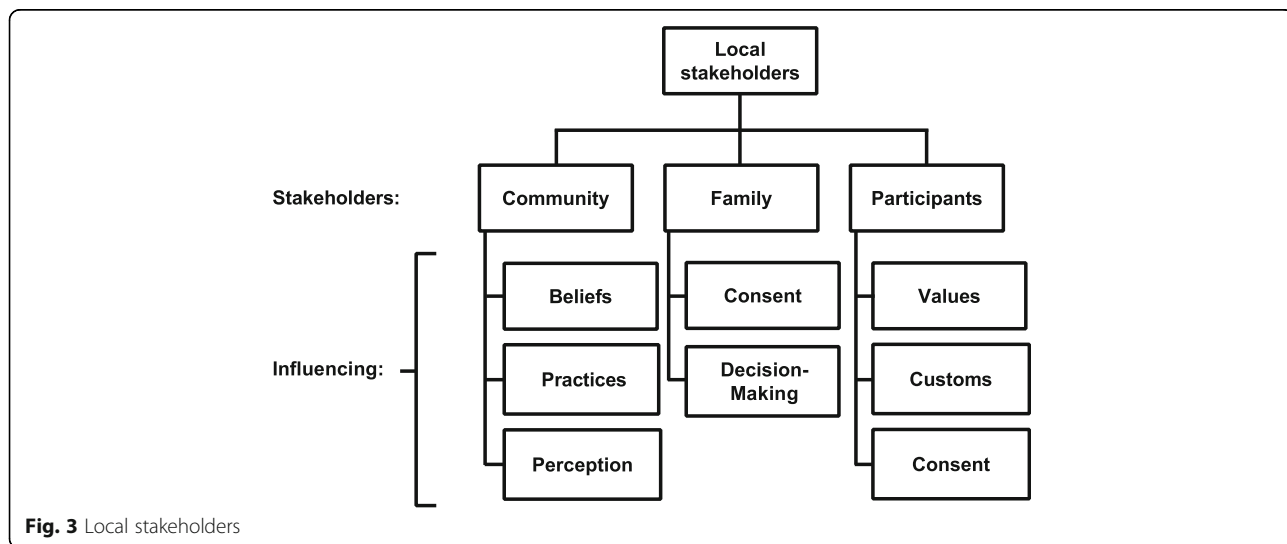 Local
stakeholders
Stakeholders:
Community
Family
Participants
Influencing:
Beliefs
Consent
Values
Practices
Decision-
Making
Customs
Perception
Consent
Fig. 3 Local stakeholders